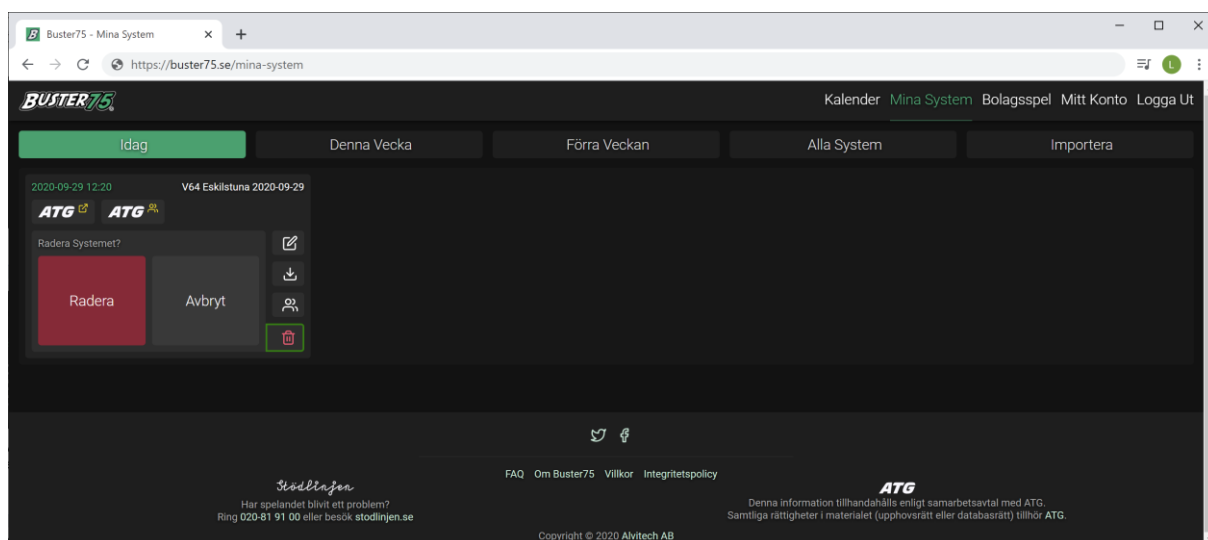 Buster75 - Mina System
https://buster75.se/mina-system
L
BUSTER75
Kalender Mina System Bolagsspel Mitt Konto Logga Ut
Idag Denna Vecka Förra Veckan Alla System Importera
2020-09-29 12:20 V64 Eskilstuna 2020-09-29
ATG ATG
Radera Systemet?
Radera Avbryt
FAQ Om Buster75 Villkor Integritetspolicy
Stödlinjen
Har spelandet blivit ett problem?
Ring 020-81 91 00 eller besök stodlinjen.se
ATG
Denna information tillhandahålls enligt samarbetsavtal med ATG.
Samtliga rättigheter i materialet (upphovsrätt eller databasrätt) tillhör ATG.
Copyright © 2020 Alvitech AB